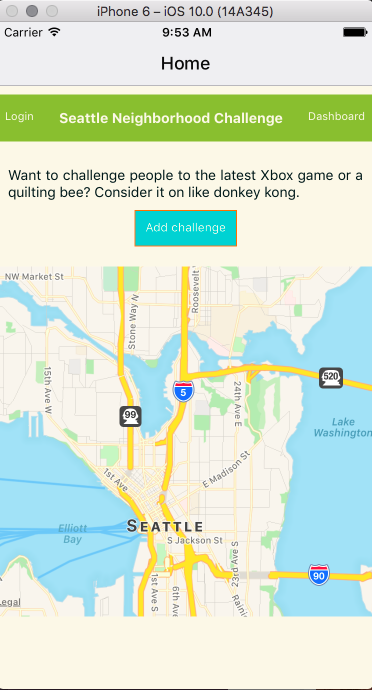 iPhone 6 – iOS 10.0 (14A345)
Carrier 9:53 AM
Home
Login Seattle Neighborhood Challenge Dashboard
Want to challenge people to the latest Xbox game or a
quilting bee? Consider it on like donkey kong.
Add challenge
NW Market St
Stone Way N
Roosevelt
15th Ave W
5
520
24th Ave E
99
Lake
Washington
E Madison St
1st Ave
Elliott
Bay
SEATTLE
S Jackson St
1st Ave S
6th Av
23rd Ave S
Raini
90
Legal